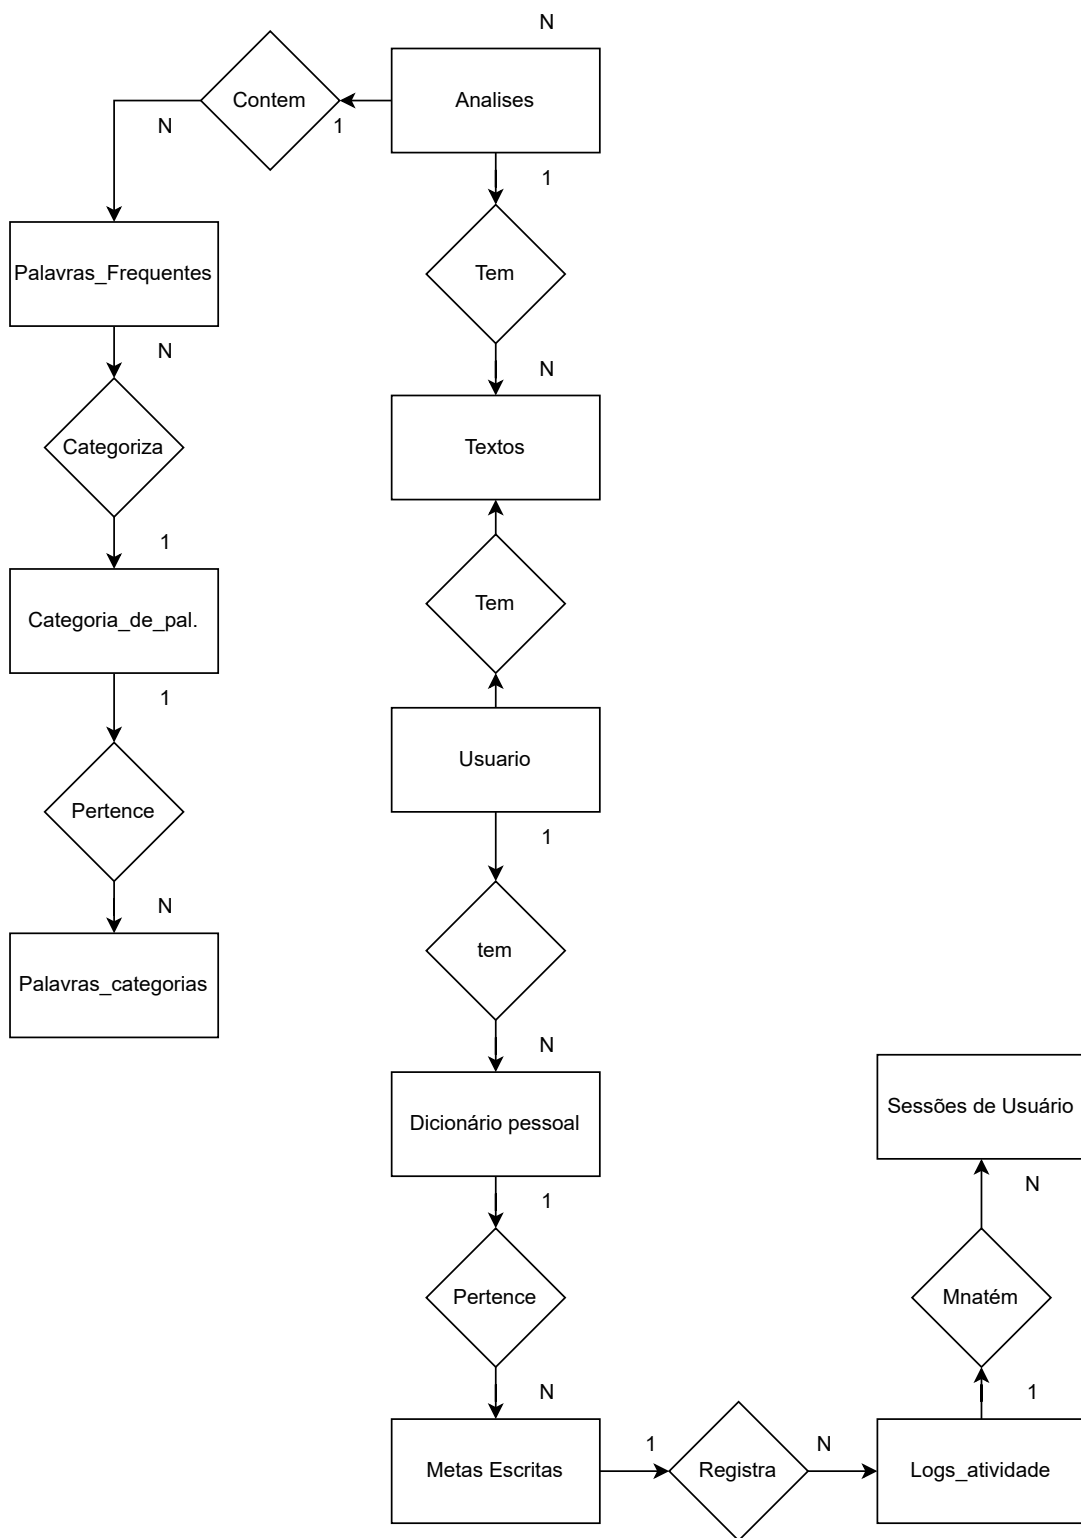 N
Contem
Analises
N
1
1
Palavras_Frequentes
Tem
N
N
Categoriza
Textos
1
Categoria_de_pal.
Tem
1
Usuario
Pertence
1
N
tem
Palavras_categorias
N
Dicionário pessoal
Sessões de Usuário
1
N
Pertence
Mnatém
N
1
Metas Escritas
1
Registra
N
Logs_atividade